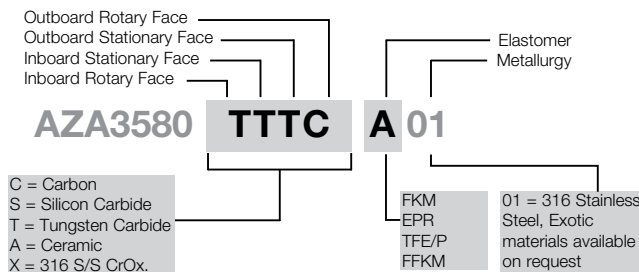 Outboard Rotary Face
Outboard Stationary Face
Inboard Stationary Face
Inboard Rotary Face
Elastomer
Metallurgy
AZA3580 TTTC A 01
C = Carbon
S = Silicon Carbide
T = Tungsten Carbide
A = Ceramic
X = 316 S/S CrOx.
FKM
EPR
TFE/P
FFKM
01 = 316 Stainless
Steel, Exotic
materials available
on request